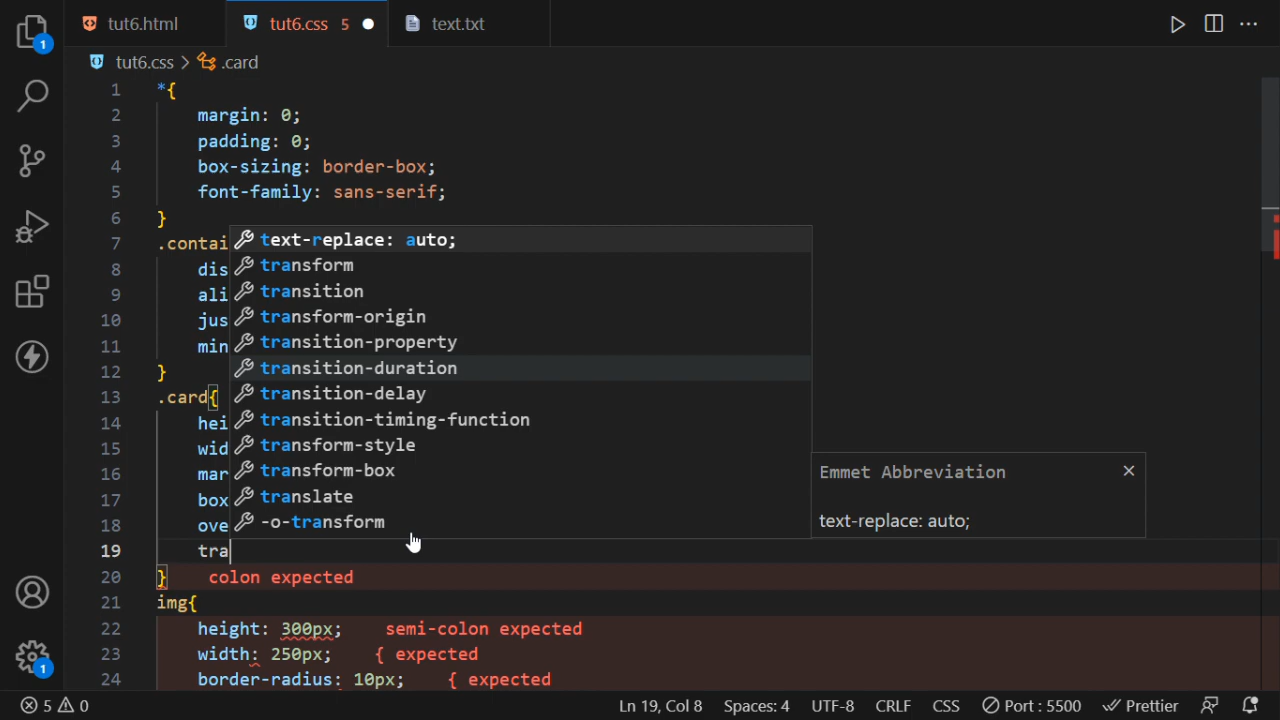 tut6.html
tut6.css 5
text.txt
1
tut6.css > .card
1 *{
2 margin: 0;
3 padding: 0;
4 box-sizing: border-box;
5 font-family: sans-serif;
6 }
7 .contai
8 dis
9 ali
10 jus
11 min
12 }
13 .card{
14 hei
15 wid
16 mar
17 box
18 ove
19 tra
20 } colon expected
21 img{
22 height: 300px; semi-colon expected
23 width: 250px; { expected
24 border-radius: 10px; { expected
text-replace: auto;
transform
transition
transform-origin
transition-property
transition-duration
transition-delay
transition-timing-function
transform-style
transform-box
translate
-o-transform
Emmet Abbreviation ×
text-replace: auto;
1
5 0 Ln 19, Col 8 Spaces: 4 UTF-8 CRLF CSS Port : 5500 Prettier